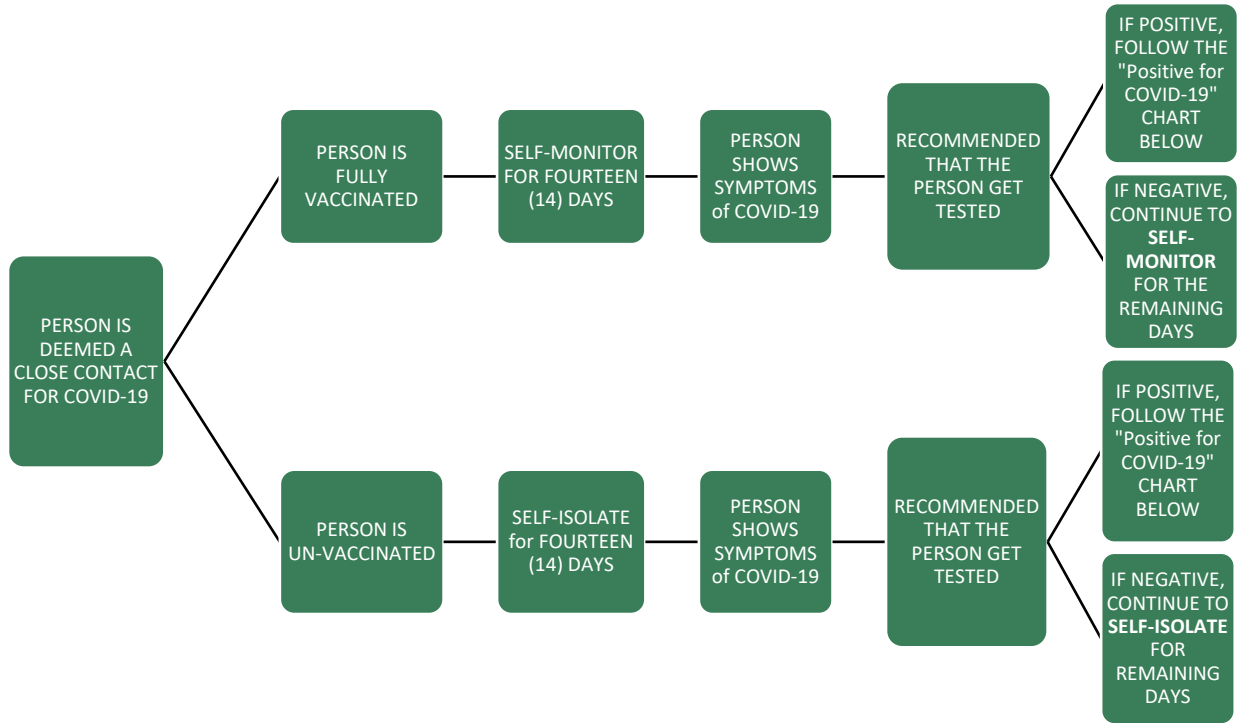 PERSON IS
DEEMED A
CLOSE CONTACT
FOR COVID-19
PERSON IS
FULLY
VACCINATED
SELF-MONITOR
FOR FOURTEEN
(14) DAYS
PERSON
SHOWS
SYMPTOMS
of COVID-19
RECOMMENDED
THAT THE
PERSON GET
TESTED
IF POSITIVE,
FOLLOW THE
"Positive for
COVID-19"
CHART
BELOW
IF NEGATIVE,
CONTINUE TO
SELF-
MONITOR
FOR THE
REMAINING
DAYS
PERSON IS
UN-VACCINATED
SELF-ISOLATE
for FOURTEEN
(14) DAYS
PERSON
SHOWS
SYMPTOMS
of COVID-19
RECOMMENDED
THAT THE
PERSON GET
TESTED
IF POSITIVE,
FOLLOW THE
"Positive for
COVID-19"
CHART
BELOW
IF NEGATIVE,
CONTINUE TO
SELF-ISOLATE
FOR
REMAINING
DAYS